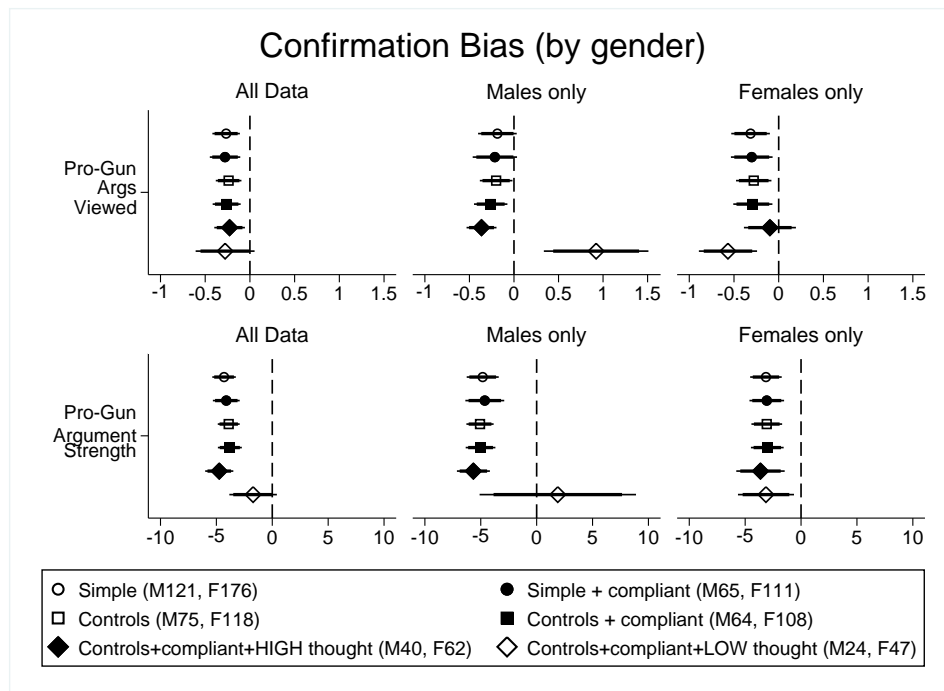 Confirmation Bias (by gender)
All Data Males only Females only
Pro-Gun
Args
Viewed
-1 -0.5 0 0.5 1 1.5 -1 -0.5 0 0.5 1 1.5 -1 -0.5 0 0.5 1 1.5
All Data Males only Females only
Pro-Gun
Argument
Strength
-10 -5 0 5 10 -10 -5 0 5 10 -10 -5 0 5 10
Simple (M121, F176) Simple + compliant (M65, F111)
Controls (M75, F118) Controls + compliant (M64, F108)
Controls+compliant+HIGH thought (M40, F62) Controls+compliant+LOW thought (M24, F47)